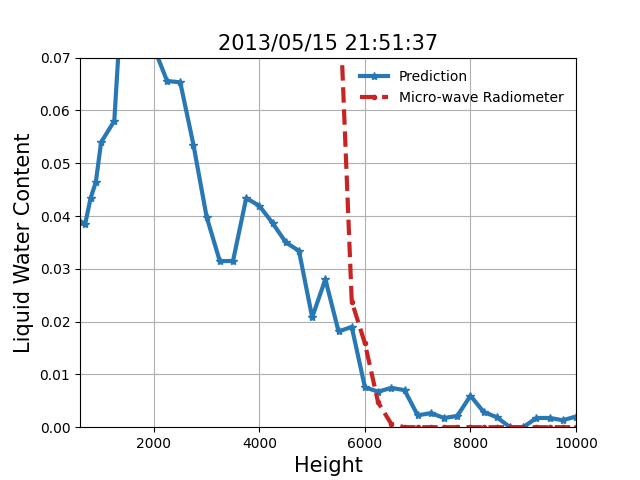 2013/05/15 21:51:37
0.07
0.06
0.05
0.04
0.03
0.02
0.01
0.00
Liquid Water Content
Prediction
Micro-wave Radiometer
2000 4000 6000 8000 10000
Height